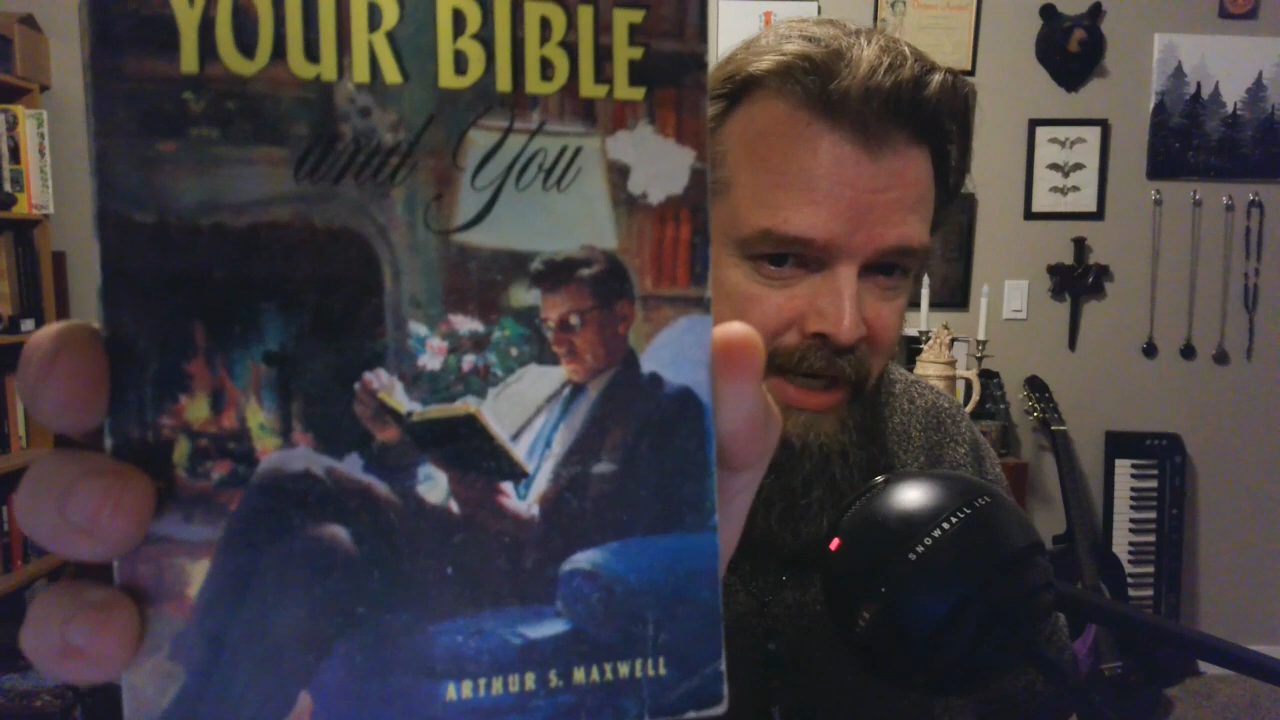 YOUR BIBLE
and You
ARTHUR S. MAXWELL
SNOWBALL ICE